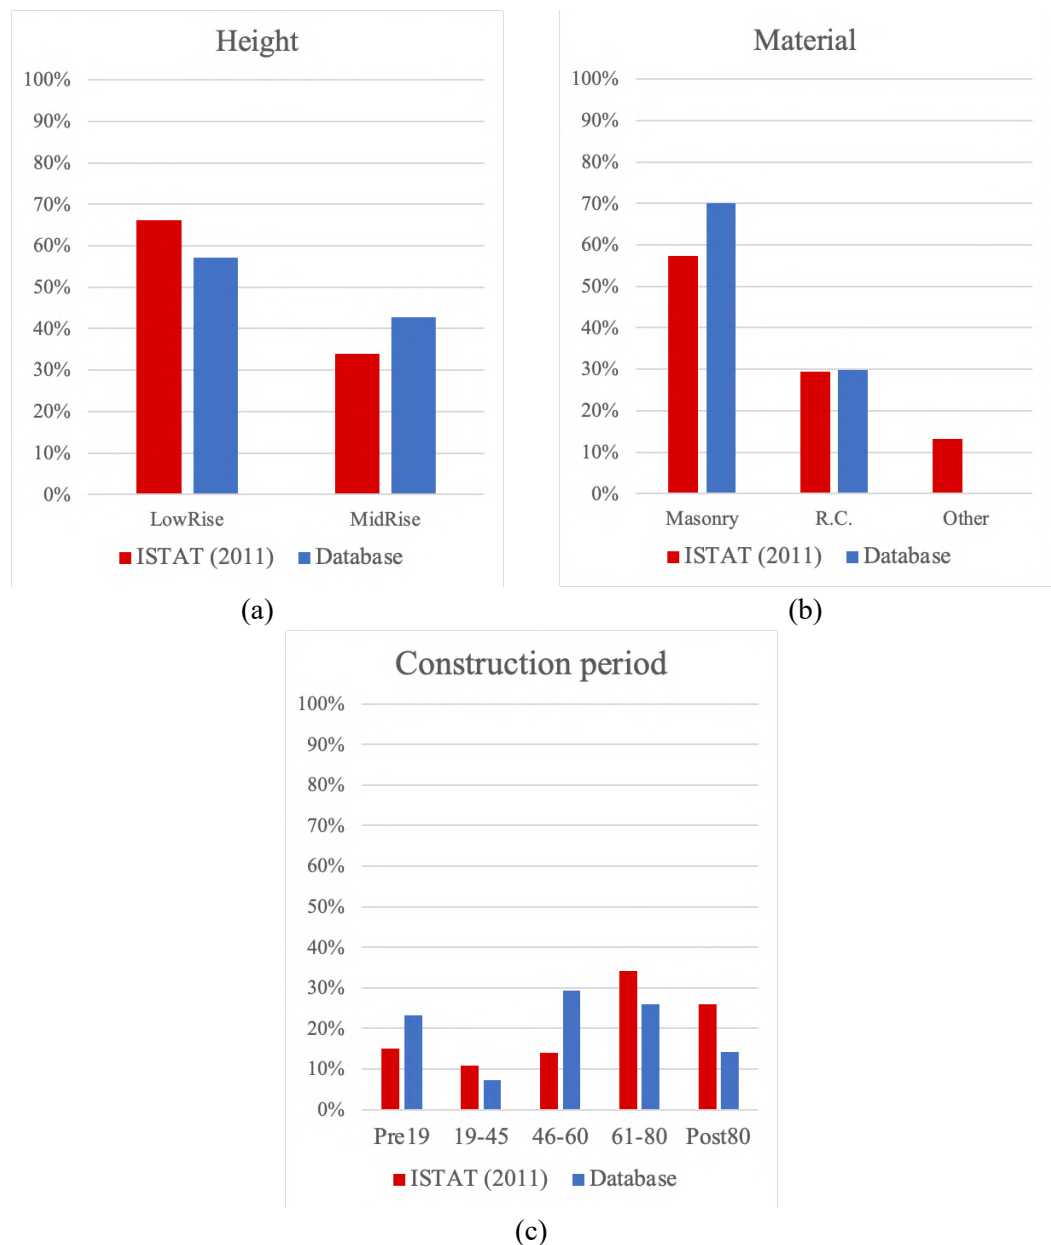 Height
100%
90%
80%
70%
60%
50%
40%
30%
20%
10%
0%
LowRise MidRise
ISTAT (2011) Database
(a)
Material
100%
90%
80%
70%
60%
50%
40%
30%
20%
10%
0%
Masonry R.C. Other
ISTAT (2011) Database
(b)
Construction period
100%
90%
80%
70%
60%
50%
40%
30%
20%
10%
0%
Pre19 19-45 46-60 61-80 Post80
ISTAT (2011) Database
(c)